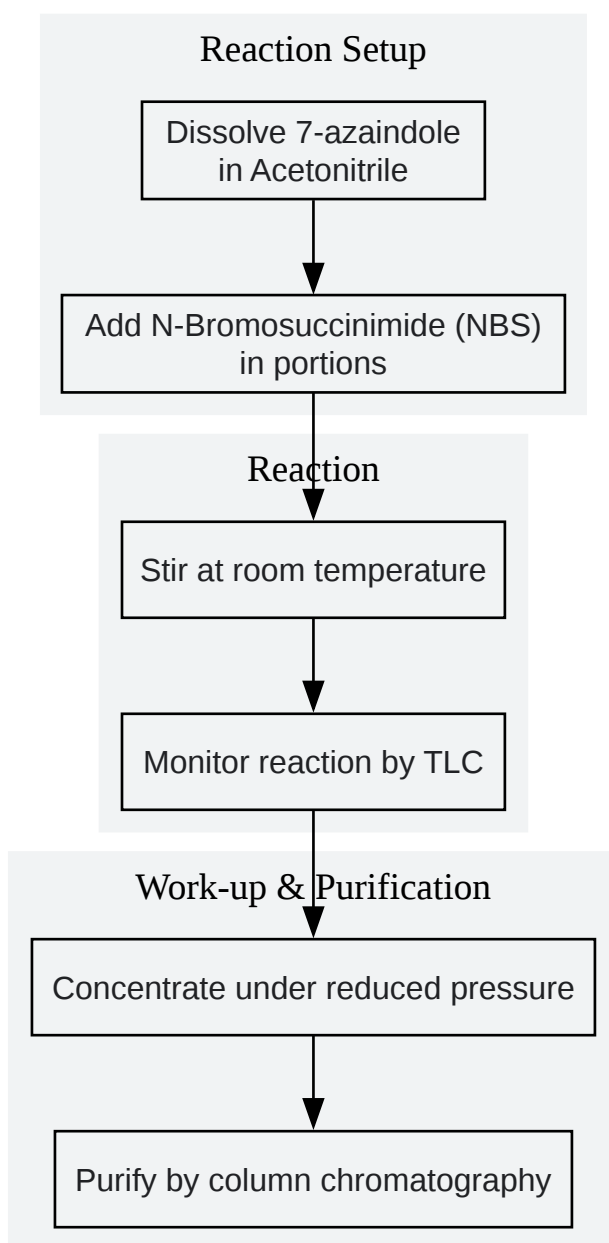 Reaction Setup
Dissolve 7-azaindole
in Acetonitrile
Add N-Bromosuccinimide (NBS)
in portions
Reaction
Stir at room temperature
Monitor reaction by TLC
Work-up & Purification
Concentrate under reduced pressure
Purify by column chromatography